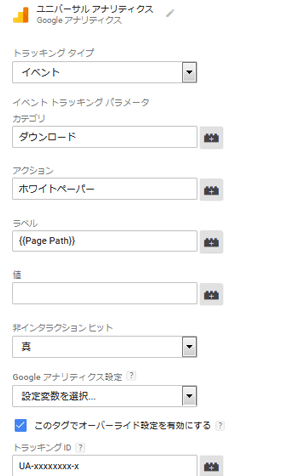 ユニバーサル アナリティクス
Google アナリティクス
トラッキング タイプ
イベント
イベント トラッキング パラメータ
カテゴリ
ダウンロード
アクション
ホワイトペーパー
ラベル
{{Page Path}}
値
非インタラクション ヒット
真
Google アナリティクス設定 ?
設定変数を選択...
このタグでオーバーライド設定を有効にする ?
トラッキング ID ?
UA-xxxxxxxx-x